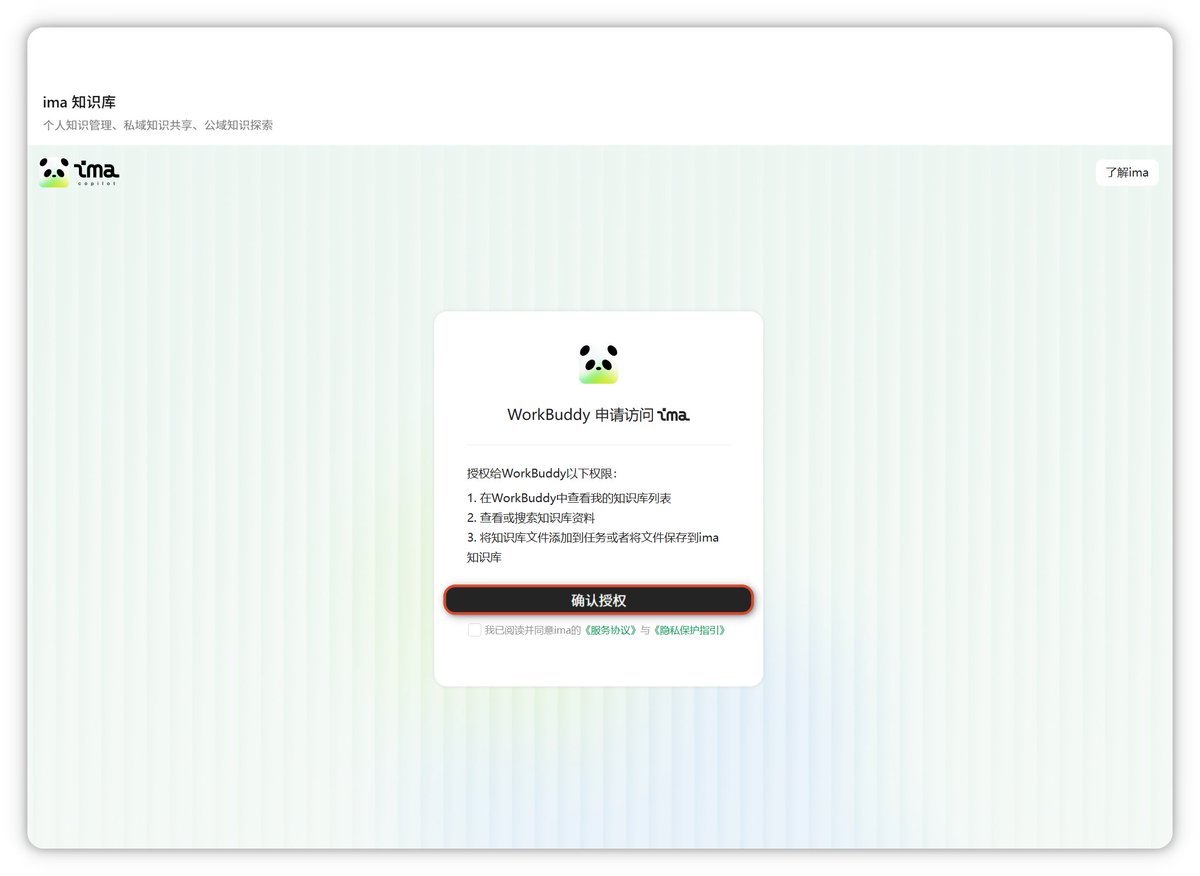 ima 知识库
个人知识管理、私域知识共享、公域知识探索
ima
copilot
了解ima
WorkBuddy 申请访问 ima
授权给WorkBuddy以下权限：
1. 在WorkBuddy中查看我的知识库列表
2. 查看或搜索知识库资料
3. 将知识库文件添加到任务或者将文件保存到ima
知识库
确认授权
我已阅读并同意ima的《服务协议》与《隐私保护指引》